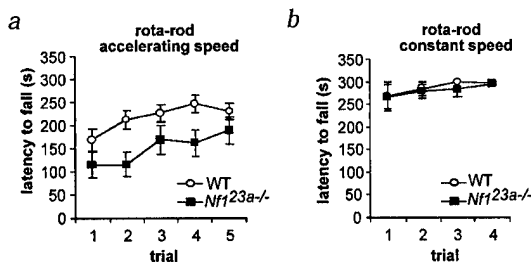 a
rota-rod
accelerating speed
latency to fall (s)
300
250
200
150
100
50
0
WT
Nf1 23a-/-
1 2 3 4 5
trial
b
rota-rod
constant speed
latency to fall (s)
350
300
250
200
150
100
50
0
WT
Nf1 23a-/-
1 2 3 4
trial